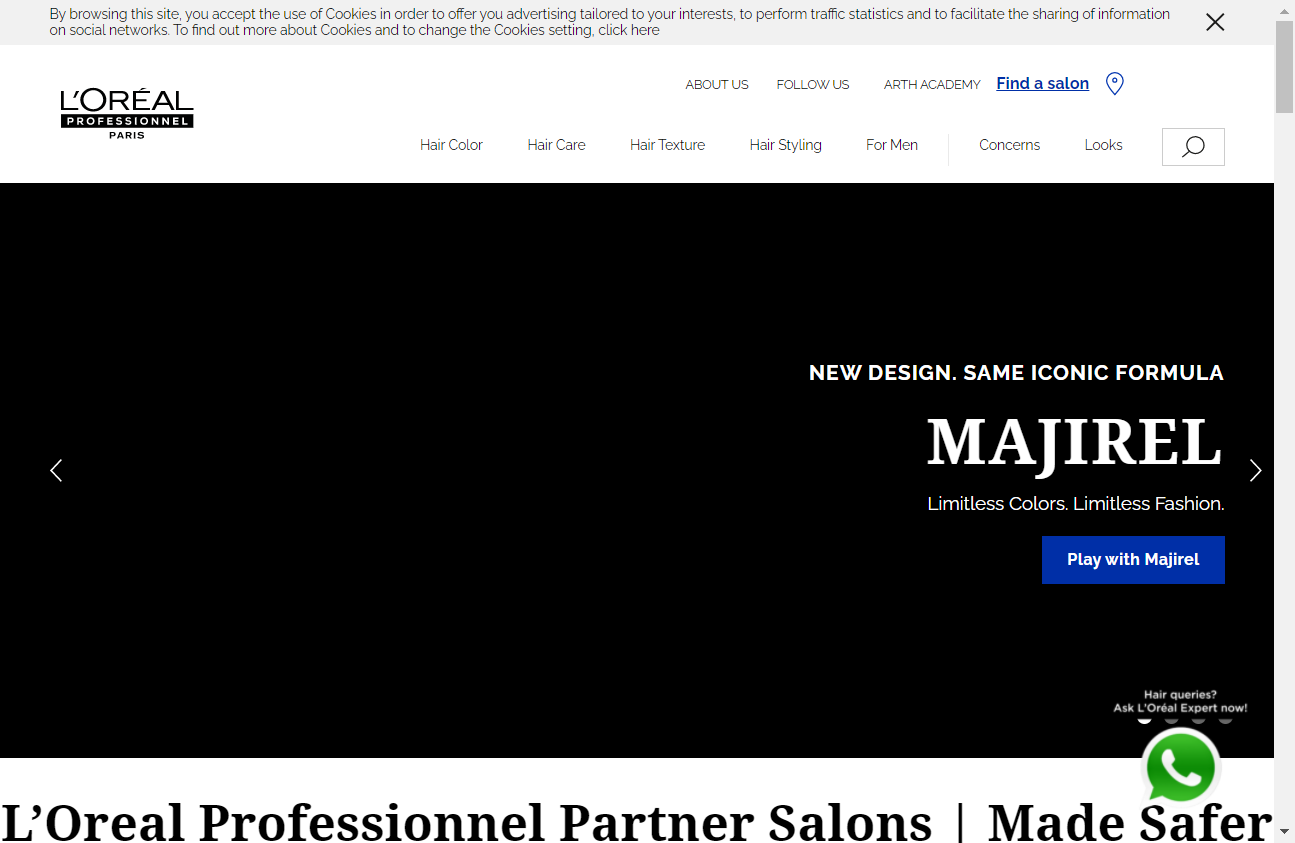 By browsing this site, you accept the use of Cookies in order to offer you advertising tailored to your interests, to perform traffic statistics and to facilitate the sharing of information
on social networks. To find out more about Cookies and to change the Cookies setting, click here
L'ORÉAL
PROFESSIONNEL
PARIS
ABOUT US
FOLLOW US
ARTH ACADEMY
Find a salon
Hair Color
Hair Care
Hair Texture
Hair Styling
For Men
Concerns
Looks
NEW DESIGN. SAME ICONIC FORMULA
MAJIREL
Limitless Colors. Limitless Fashion.
Play with Majirel
Hair queries?
Ask L'Oréal Expert now!
L’Oreal Professionnel Partner Salons | Made Safer